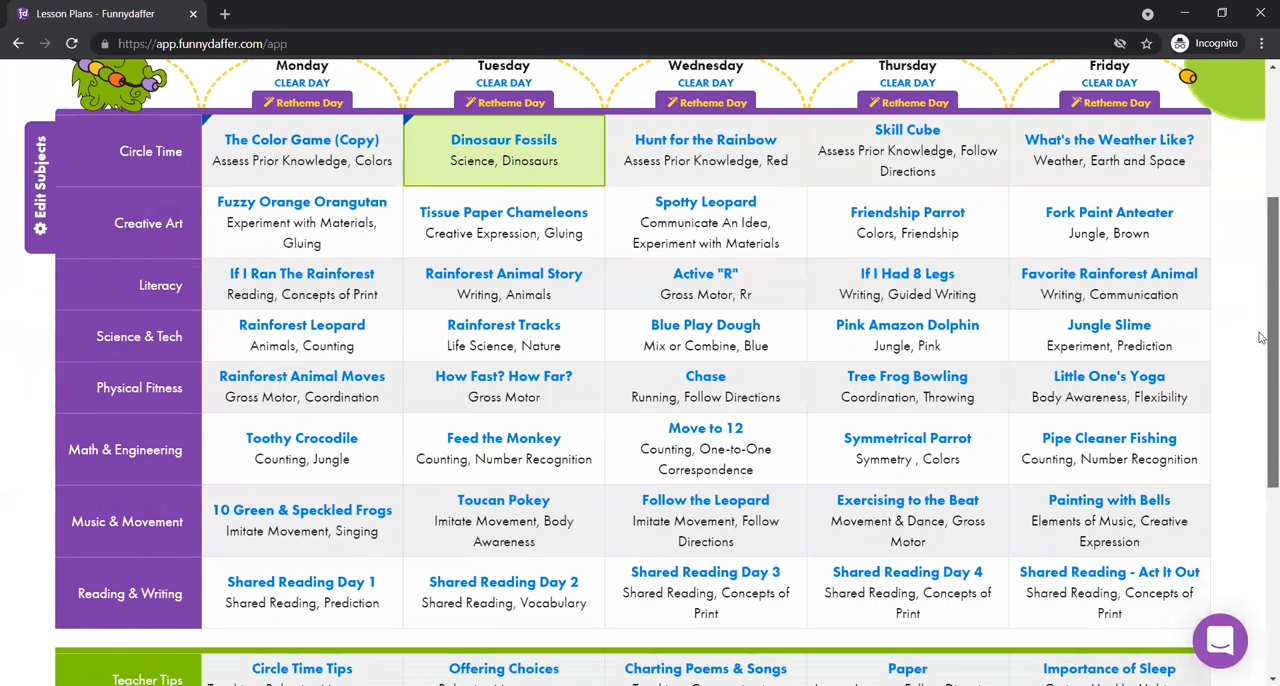 Lesson Plans - Funnydaffer
https://app.funnydaffer.com/app
Incognito
Monday Tuesday Wednesday Thursday Friday
CLEAR DAY CLEAR DAY CLEAR DAY CLEAR DAY CLEAR DAY
Retheme Day Retheme Day Retheme Day Retheme Day Retheme Day
Edit Subjects
Circle Time
The Color Game (Copy)
Assess Prior Knowledge, Colors
Dinosaur Fossils
Science, Dinosaurs
Hunt for the Rainbow
Assess Prior Knowledge, Red
Skill Cube
Assess Prior Knowledge, Follow
Directions
What's the Weather Like?
Weather, Earth and Space
Creative Art
Fuzzy Orange Orangutan
Experiment with Materials,
Gluing
Tissue Paper Chameleons
Creative Expression, Gluing
Spotty Leopard
Communicate An Idea,
Experiment with Materials
Friendship Parrot
Colors, Friendship
Fork Paint Anteater
Jungle, Brown
Literacy
If I Ran The Rainforest
Reading, Concepts of Print
Rainforest Animal Story
Writing, Animals
Active "R"
Gross Motor, Rr
If I Had 8 Legs
Writing, Guided Writing
Favorite Rainforest Animal
Writing, Communication
Science & Tech
Rainforest Leopard
Animals, Counting
Rainforest Tracks
Life Science, Nature
Blue Play Dough
Mix or Combine, Blue
Pink Amazon Dolphin
Jungle, Pink
Jungle Slime
Experiment, Prediction
Physical Fitness
Rainforest Animal Moves
Gross Motor, Coordination
How Fast? How Far?
Gross Motor
Chase
Running, Follow Directions
Tree Frog Bowling
Coordination, Throwing
Little One's Yoga
Body Awareness, Flexibility
Math & Engineering
Toothy Crocodile
Counting, Jungle
Feed the Monkey
Counting, Number Recognition
Move to 12
Counting, One-to-One
Correspondence
Symmetrical Parrot
Symmetry , Colors
Pipe Cleaner Fishing
Counting, Number Recognition
Music & Movement
10 Green & Speckled Frogs
Imitate Movement, Singing
Toucan Pokey
Imitate Movement, Body
Awareness
Follow the Leopard
Imitate Movement, Follow
Directions
Exercising to the Beat
Movement & Dance, Gross
Motor
Painting with Bells
Elements of Music, Creative
Expression
Reading & Writing
Shared Reading Day 1
Shared Reading, Prediction
Shared Reading Day 2
Shared Reading, Vocabulary
Shared Reading Day 3
Shared Reading, Concepts of
Print
Shared Reading Day 4
Shared Reading, Concepts of
Print
Shared Reading - Act It Out
Shared Reading, Concepts of
Print
Teacher Tips
Circle Time Tips
Offering Choices
Charting Poems & Songs
Paper
Importance of Sleep